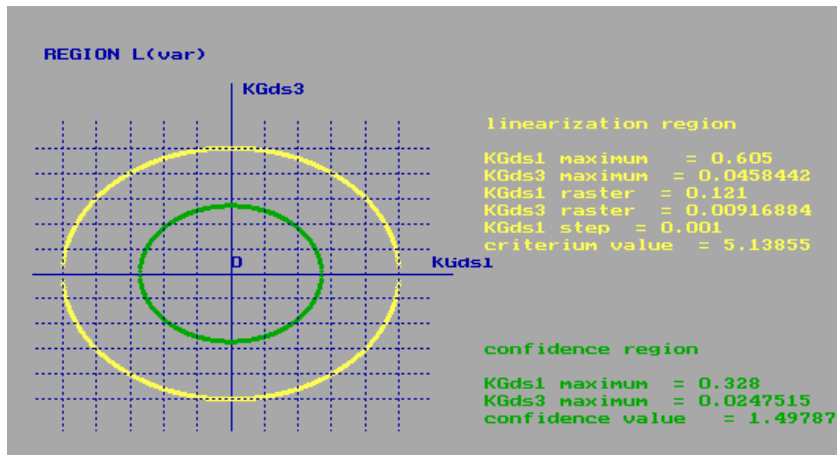 REGION L(var)
KGds3
linearization region
KGds1 maximum = 0.605
KGds3 maximum = 0.0458442
KGds1 raster = 0.121
KGds3 raster = 0.00916884
KGds1 step = 0.001
criterium value = 5.13855
0
KGds1
confidence region
KGds1 maximum = 0.328
KGds3 maximum = 0.0247515
confidence value = 1.49787